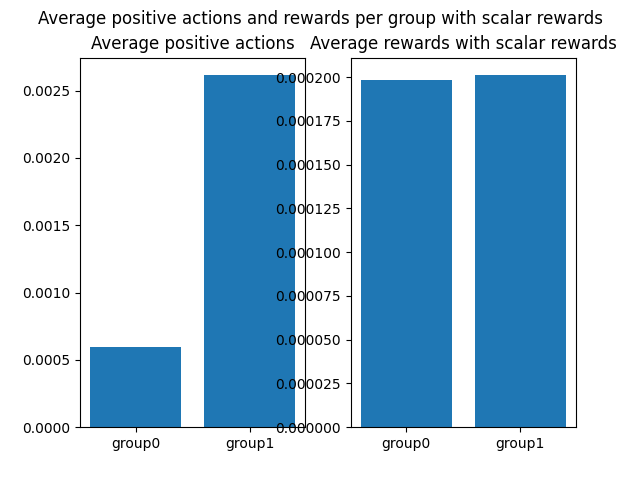 Average positive actions and rewards per group with scalar rewards
Average positive actions
Average rewards with scalar rewards
0.0025
0.0020
0.0015
0.0010
0.0005
0.0000
group0
group1
0.000200
0.000175
0.000150
0.000125
0.000100
0.000075
0.000050
0.000025
0.000000
group0
group1